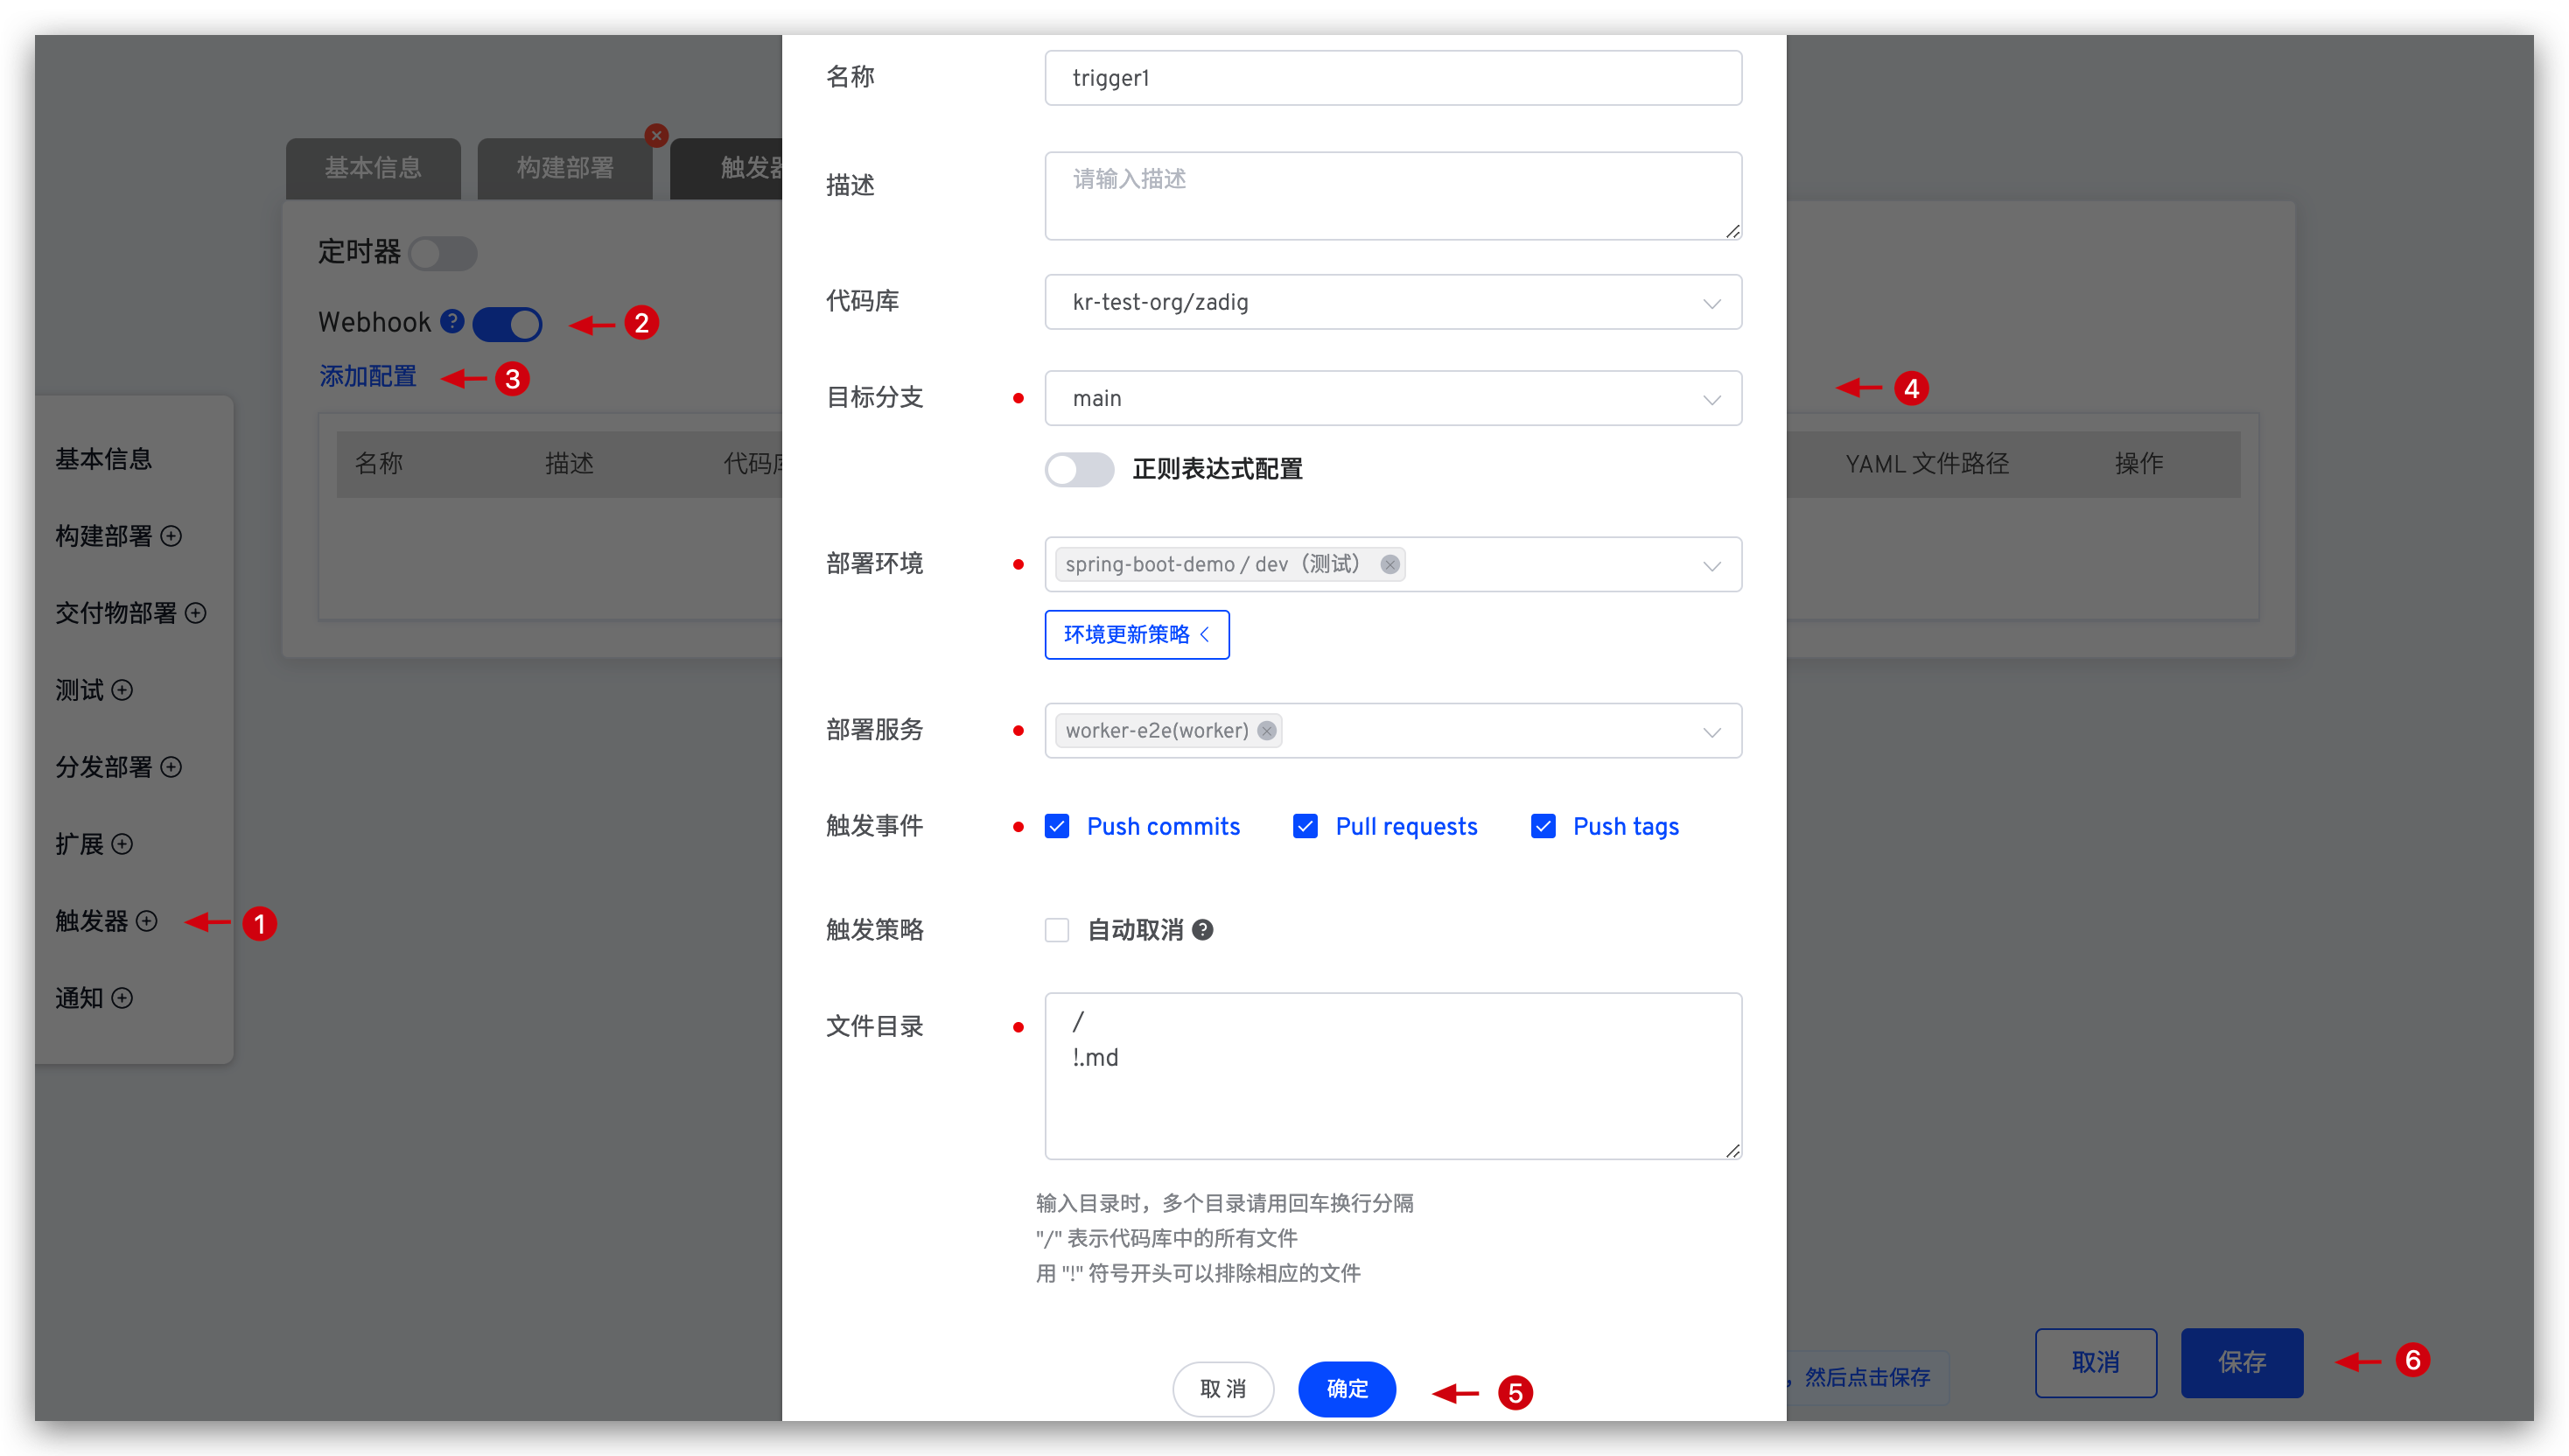 名称
trigger1
基本信息
构建部署
触发器
描述
请输入描述
定时器
代码库
kr-test-org/zadig
Webhook ?
2
添加配置
3
目标分支
main
4
正则表达式配置
名称
描述
代码库
YAML 文件路径
操作
基本信息
构建部署
交付物部署
测试
分发部署
扩展
触发器
1
通知
部署环境
spring-boot-demo / dev（测试）
环境更新策略
部署服务
worker-e2e(worker)
触发事件
Push commits
Pull requests
Push tags
触发策略
自动取消 ?
文件目录
/
!.md
输入目录时，多个目录请用回车换行分隔
"/" 表示代码库中的所有文件
用 "!" 符号开头可以排除相应的文件
取消
确定
5
，然后点击保存
取消
保存
6